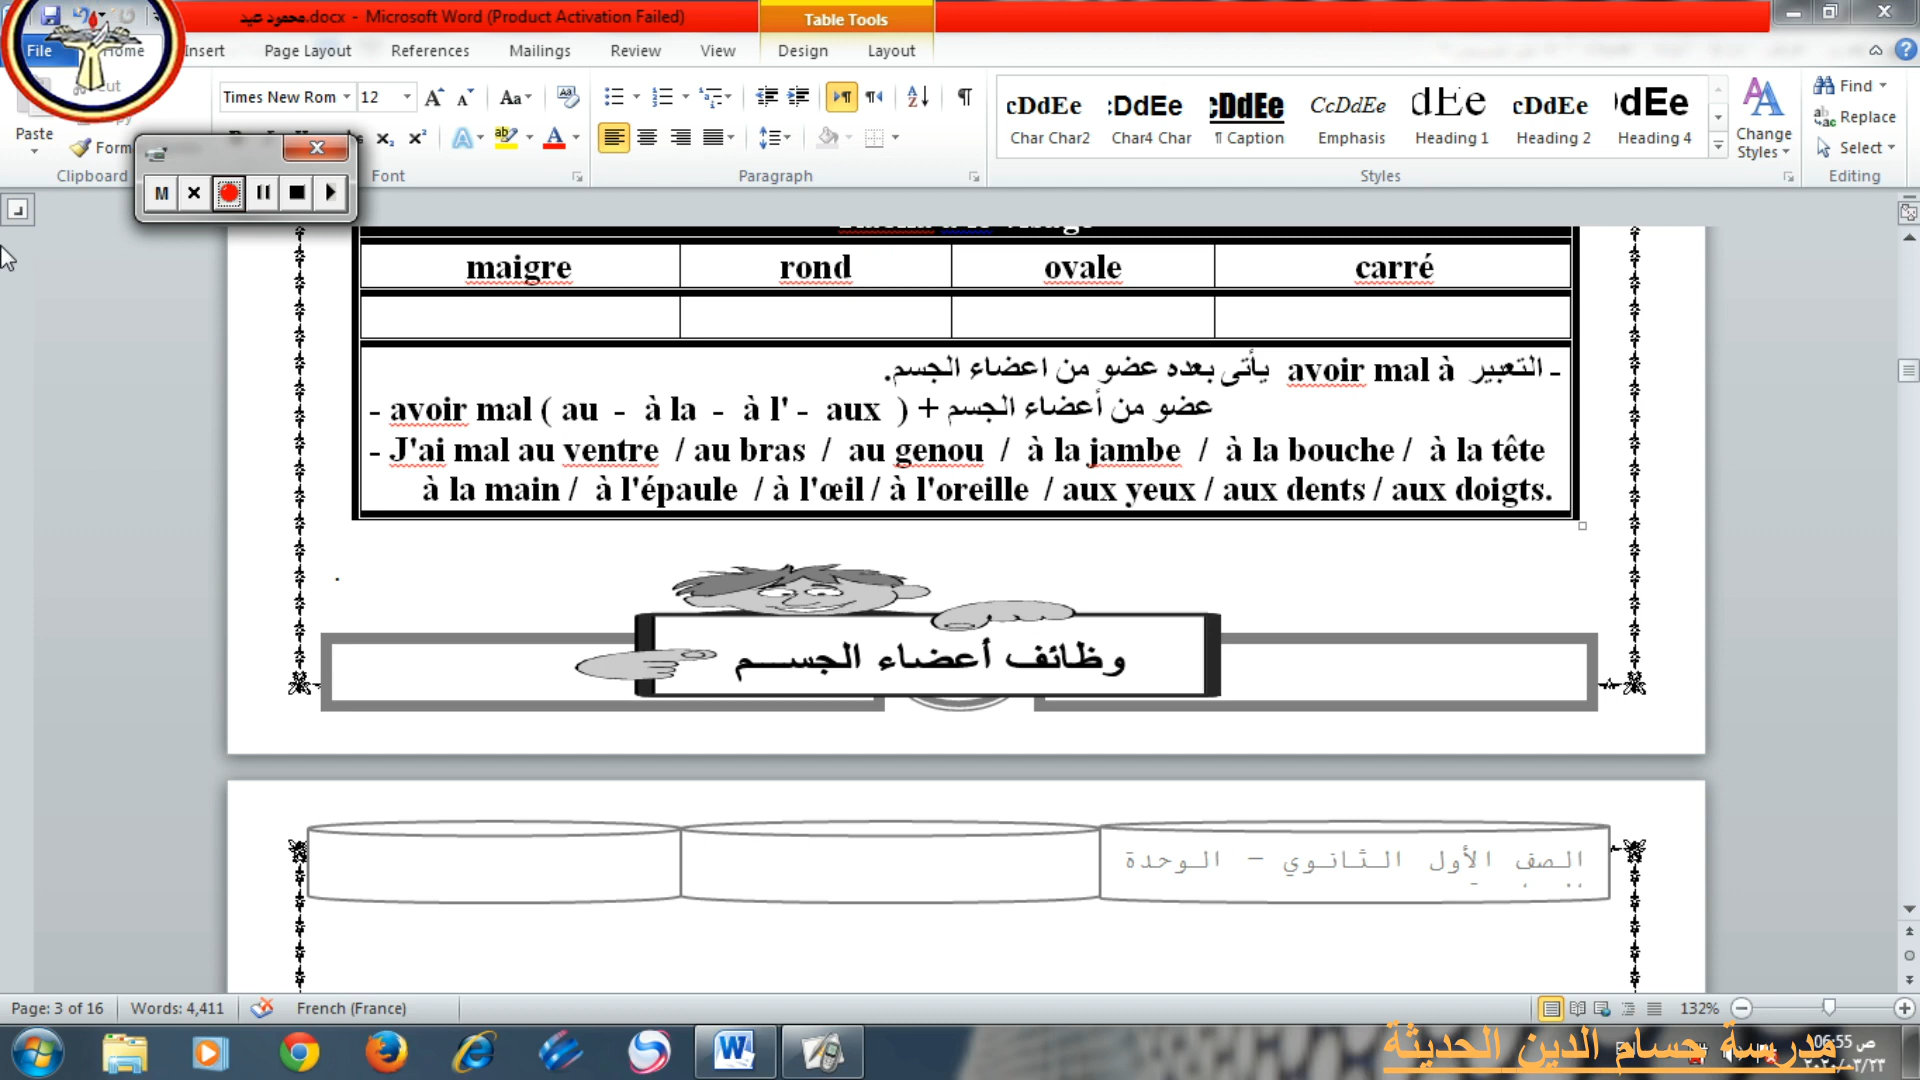 محمود عيد.docx - Microsoft Word (Product Activation Failed)
Table Tools
File Home Insert Page Layout References Mailings Review View Design Layout
Cut
Paste
Clipboard
Times New Rom 12
Font
Paragraph
Char Char2 Char4 Char ¶ Caption Emphasis Heading 1 Heading 2 Heading 4
Change Styles
Styles
Find
Replace
Select
Editing
maigre rond ovale carré
- التعبير avoir mal à يأتى بعده عضو من اعضاء الجسم.
- avoir mal ( au - à la - à l' - aux ) + عضو من أعضاء الجسم
- J'ai mal au ventre / au bras / au genou / à la jambe / à la bouche / à la tête
à la main / à l'épaule / à l'œil / à l'oreille / aux yeux / aux dents / aux doigts.
وظائف أعضاء الجســـم
الصف الأول الثانوي – الوحدة
Page: 3 of 16 Words: 4,411 French (France) 132%
مدرسة حسام الدين الحديثة